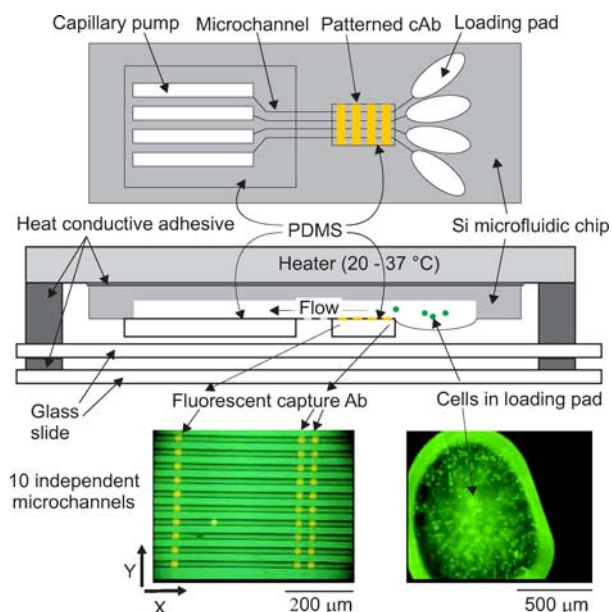 Capillary pump
Microchannel
Patterned cAb
Loading pad
Heat conductive adhesive
PDMS
Si microfluidic chip
Heater (20 - 37 °C)
Flow
Glass
slide
Fluorescent capture Ab
Cells in loading pad
10 independent
microchannels
Y
X
200 μm
500 μm